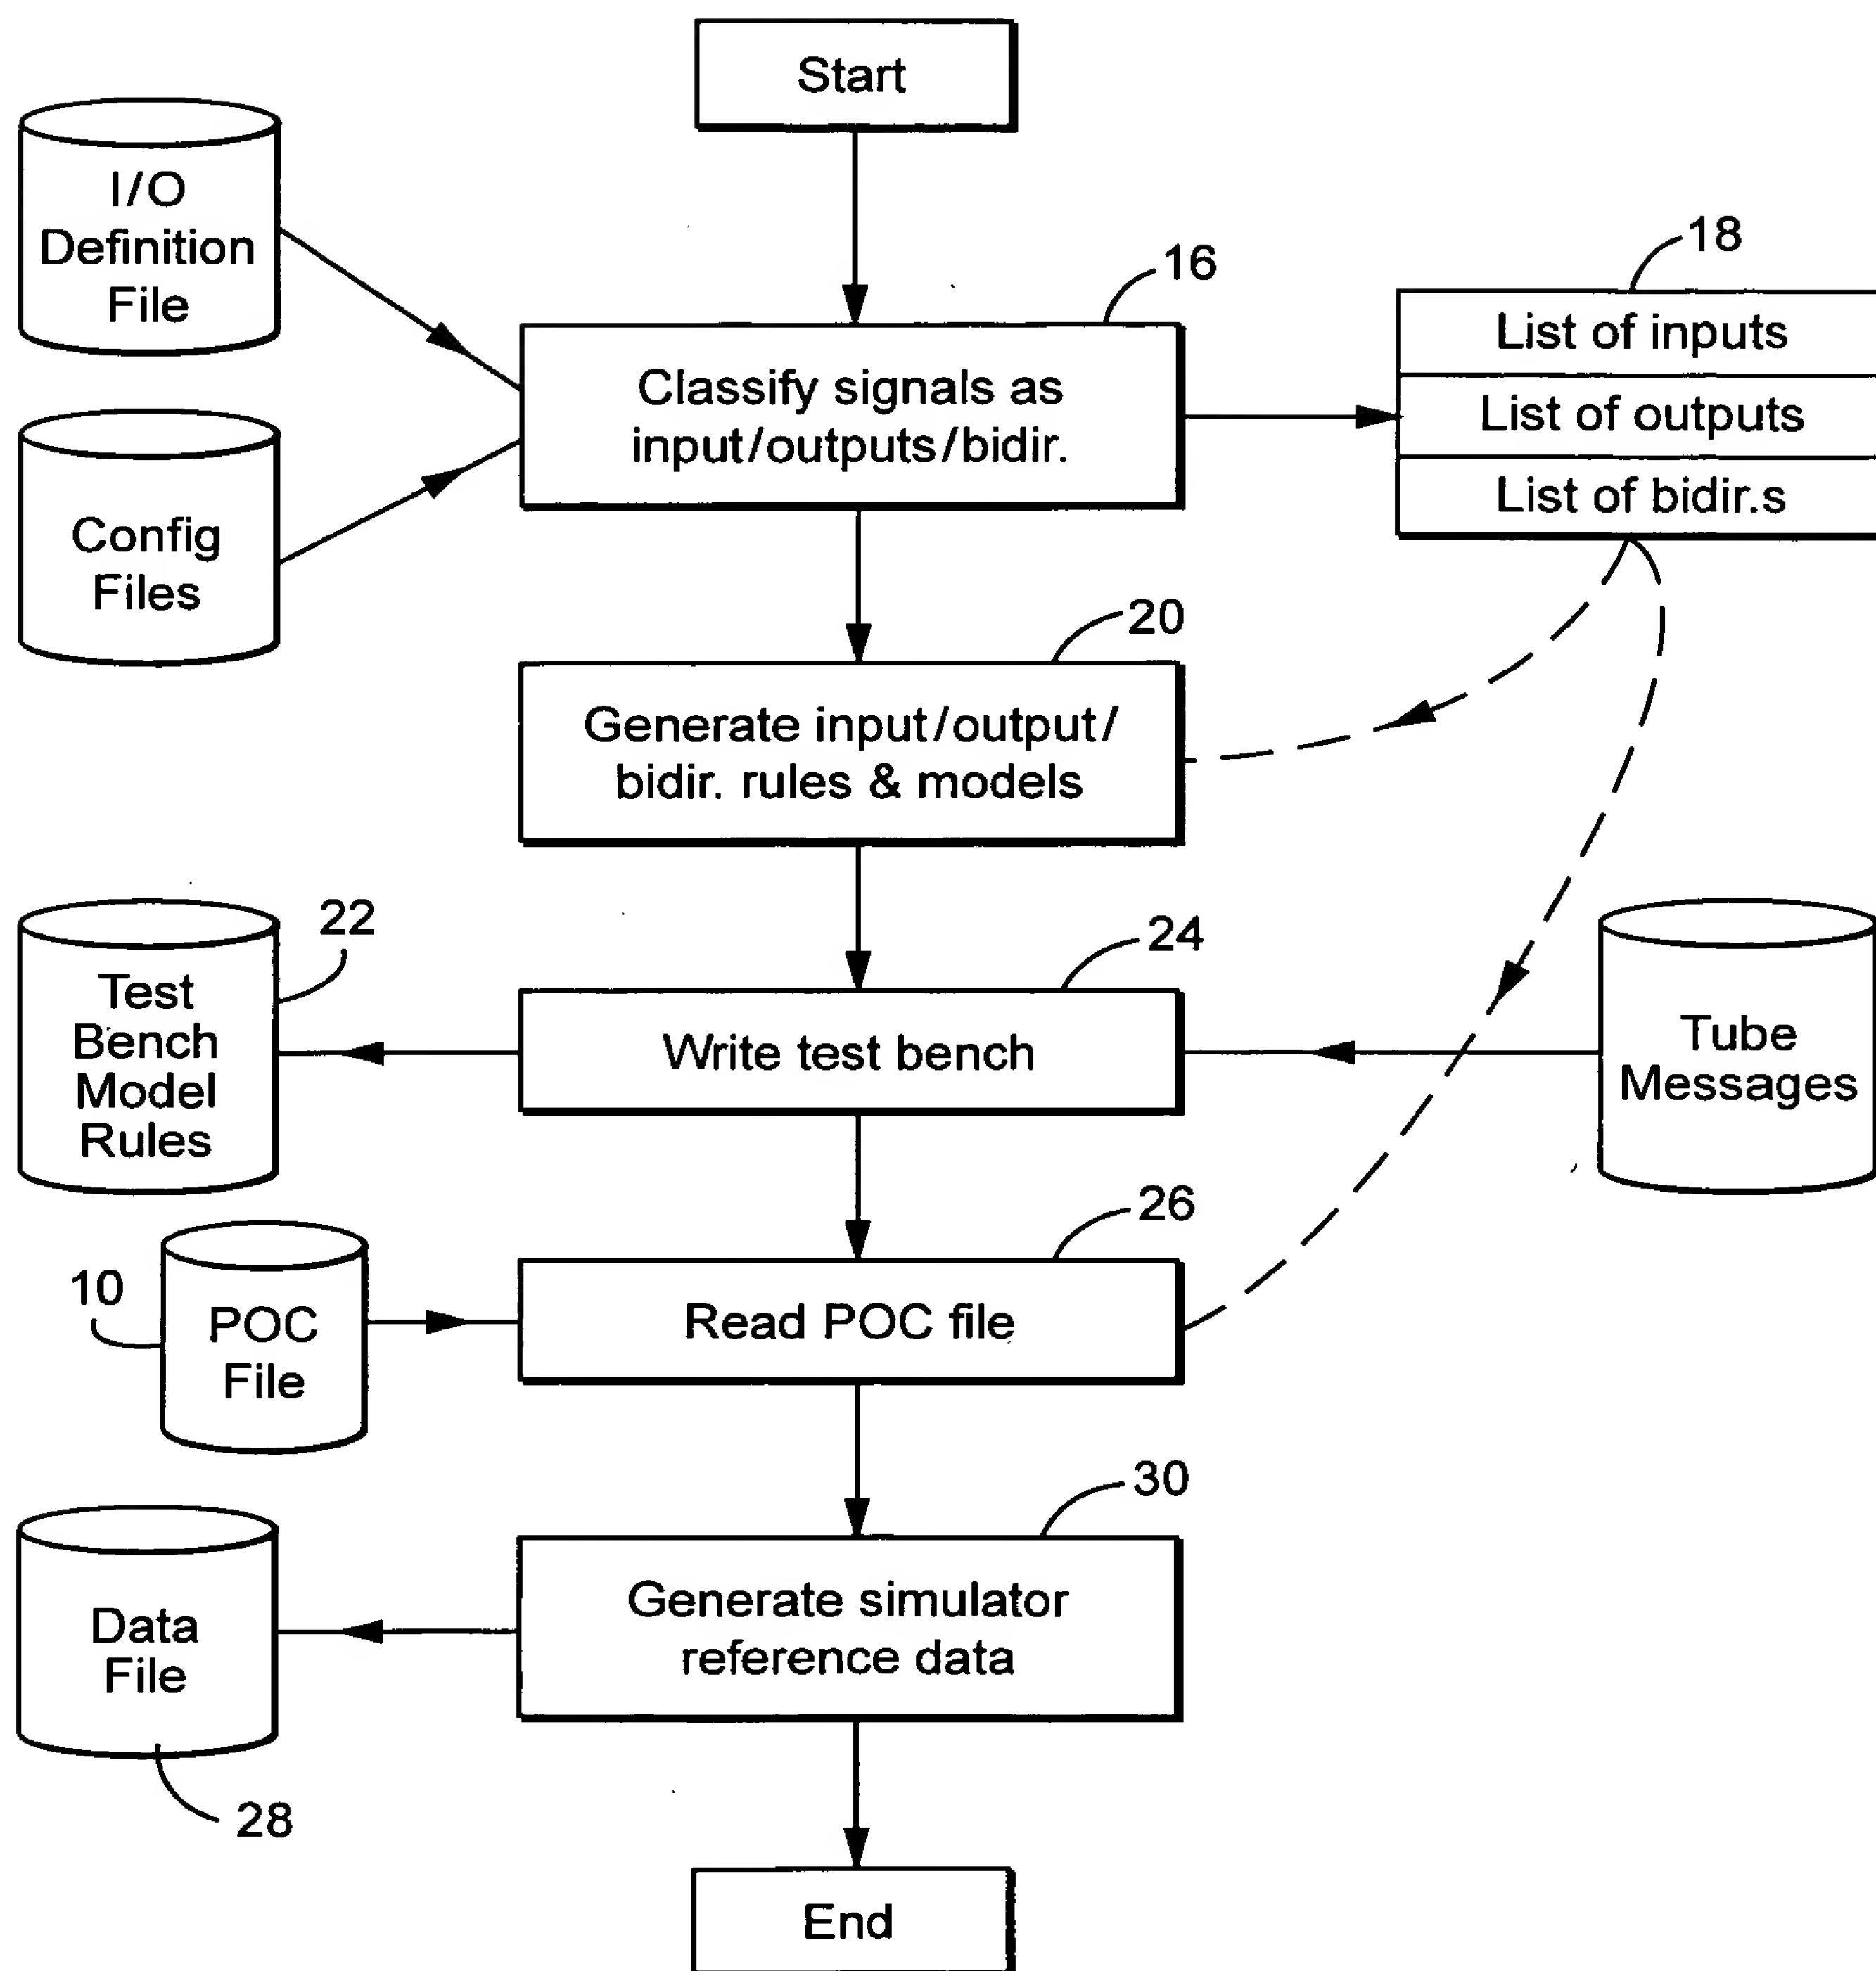 Start
I/O
Definition
File
16
18
Classify signals as
input/outputs/bidir.
List of inputs
List of outputs
List of bidir.s
Config
Files
20
Generate input/output/
bidir. rules & models
22
24
Test
Bench
Model
Rules
Write test bench
Tube
Messages
26
10
POC
File
Read POC file
30
Data
File
Generate simulator
reference data
28
End